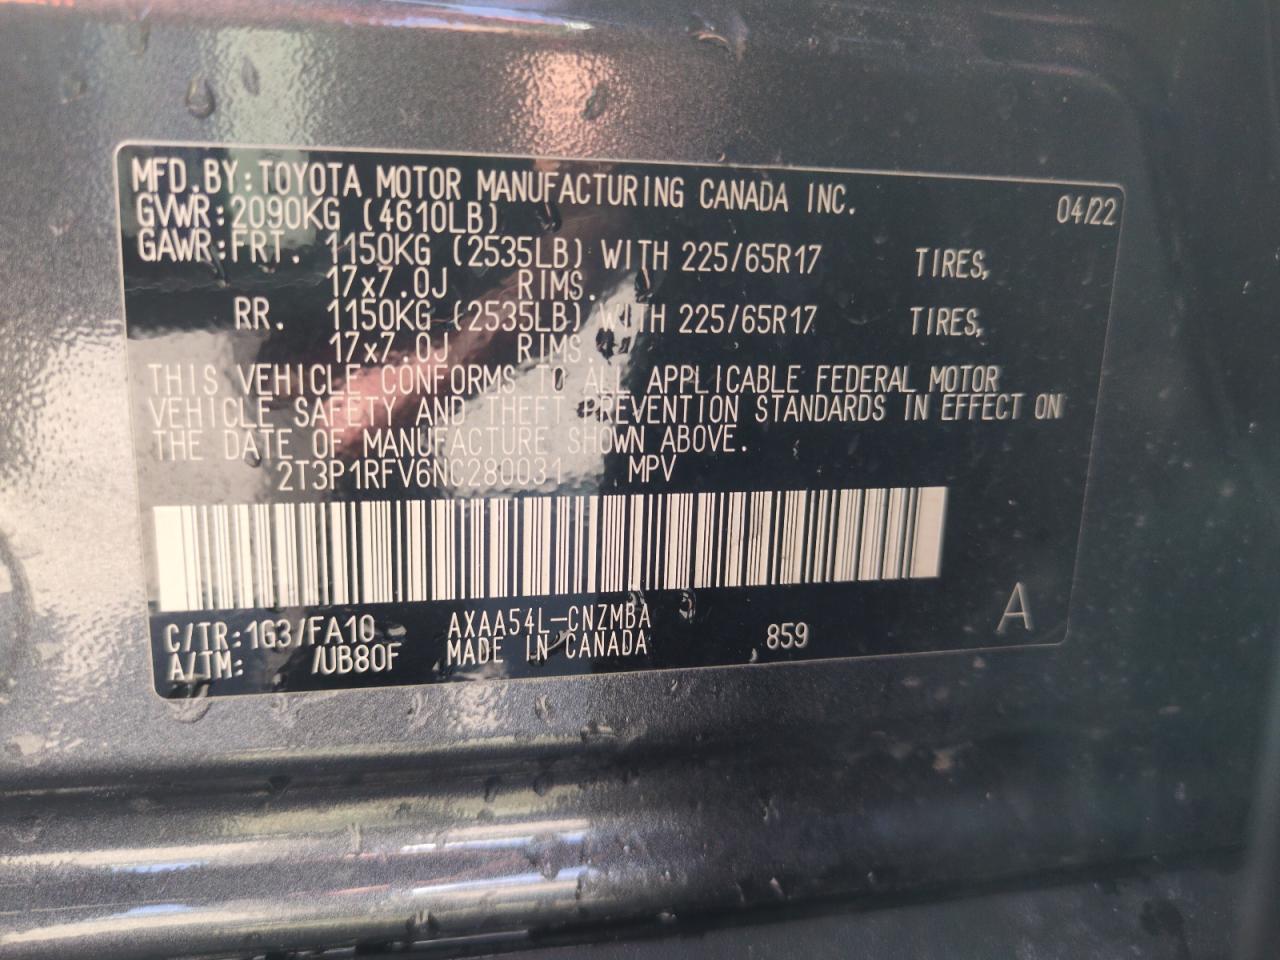 MFD.BY:TOYOTA MOTOR MANUFACTURING CANADA INC. 04/22
GVWR:2090KG (4610LB)
GAWR:FRT. 1150KG (2535LB) WITH 225/65R17 TIRES,
17x7.0J RIMS.
RR. 1150KG (2535LB) WITH 225/65R17 TIRES,
17x7.0J RIMS.
THIS VEHICLE CONFORMS TO ALL APPLICABLE FEDERAL MOTOR
VEHICLE SAFETY AND THEFT PREVENTION STANDARDS IN EFFECT ON
THE DATE OF MANUFACTURE SHOWN ABOVE.
2T3P1RFV6NC280031 MPV
C/TR:1G3/FA10 AXAA54L-CNZMBA 859 A
A/TM: /UB80F MADE IN CANADA